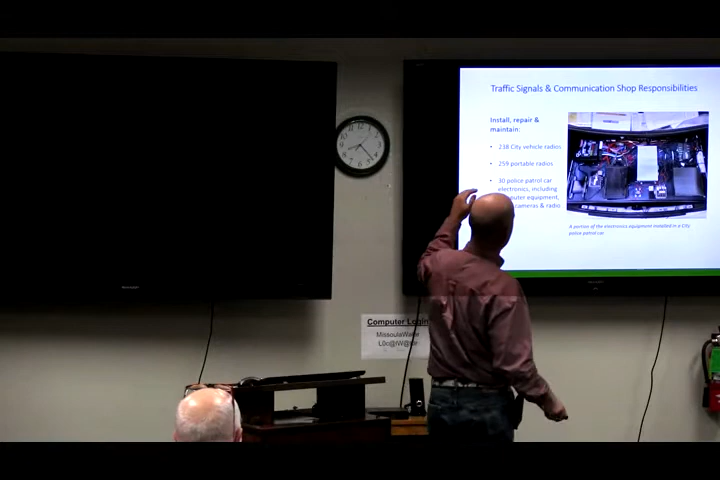 Traffic Signals & Communication Shop Responsibilities
Install, repair &
maintain:
• 238 City vehicle radios
• 259 portable radios
• 30 police patrol car
electronics, including
equipment,
cameras & radio
A portion of the electronics equipment installed in a City
police patrol car.
Computer Login